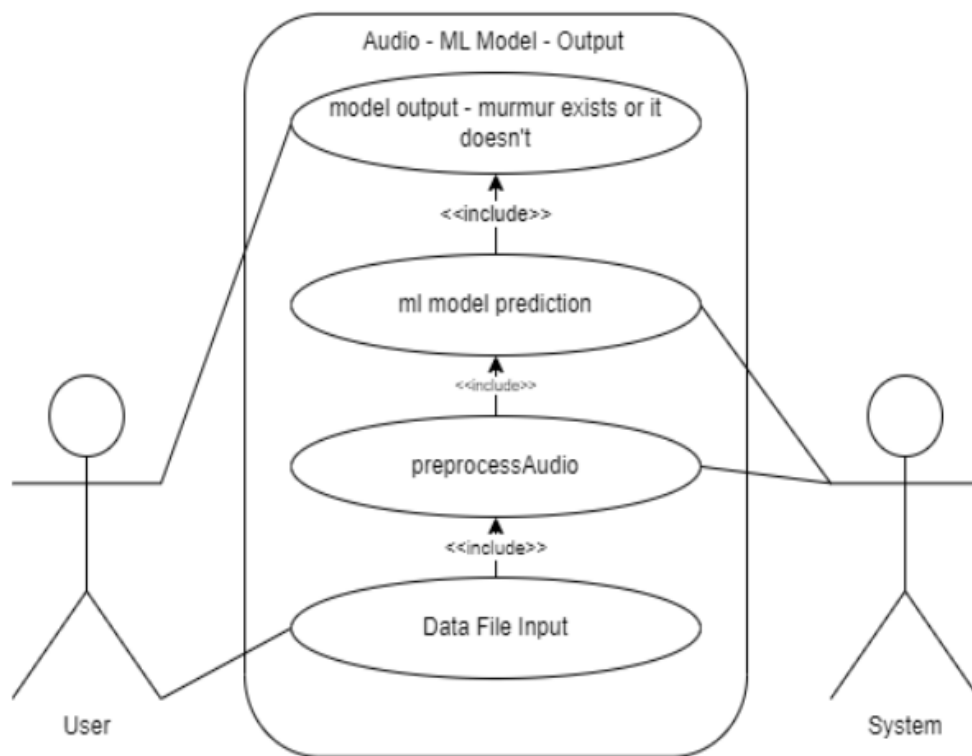 Audio - ML Model - Output
model output - murmur exists or it
doesn't
<<include>>
ml model prediction
<<include>>
preprocessAudio
<<include>>
Data File Input
User
System